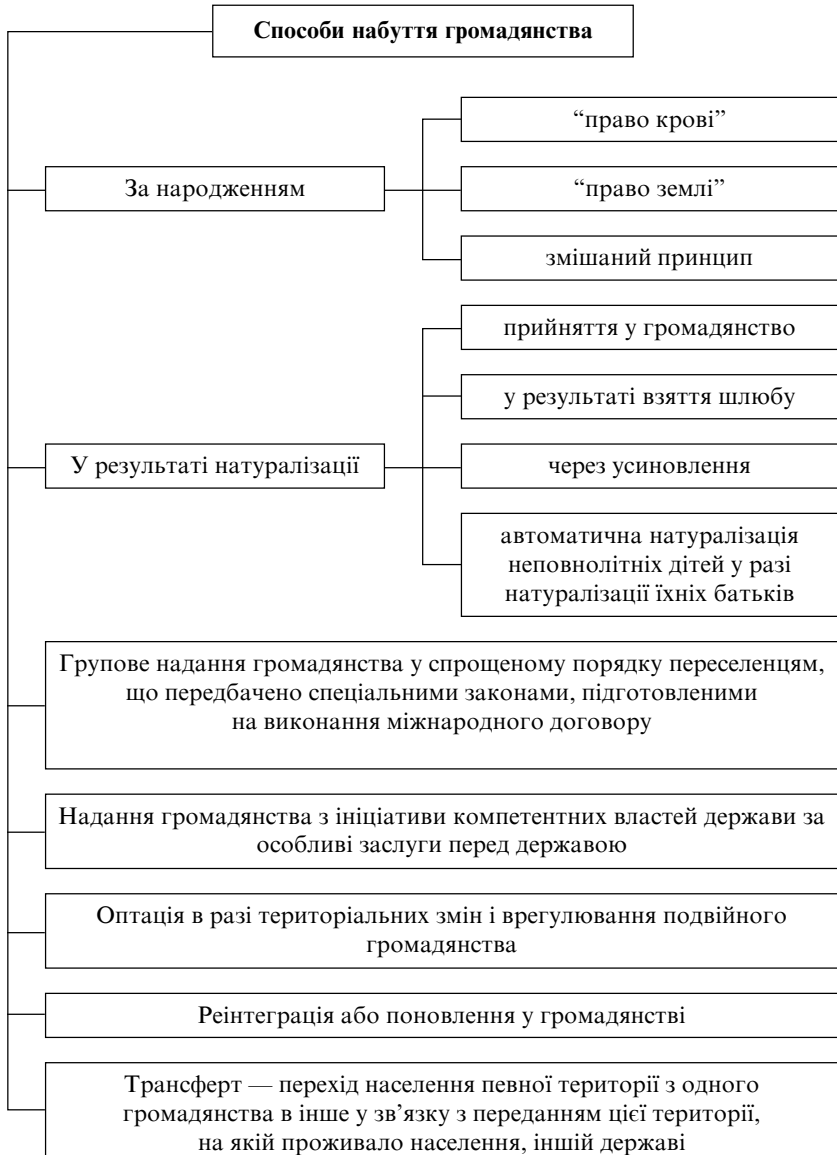 Способи набуття громадянства
“право крові”
За народженням
“право землі”
змішаний принцип
прийняття у громадянство
у результаті взяття шлюбу
У результаті натуралізації
через усиновлення
автоматична натуралізація
неповнолітніх дітей у разі
натуралізації їхніх батьків
Групове надання громадянства у спрощеному порядку переселенцям,
що передбачено спеціальними законами, підготовленими
на виконання міжнародного договору
Надання громадянства з ініціативи компетентних властей держави за
особливі заслуги перед державою
Оптація в разі територіальних змін і врегулювання подвійного
громадянства
Реінтеграція або поновлення у громадянстві
Трансферт — перехід населення певної території з одного
громадянства в інше у зв'язку з переданням цієї території,
на якій проживало населення, іншій державі